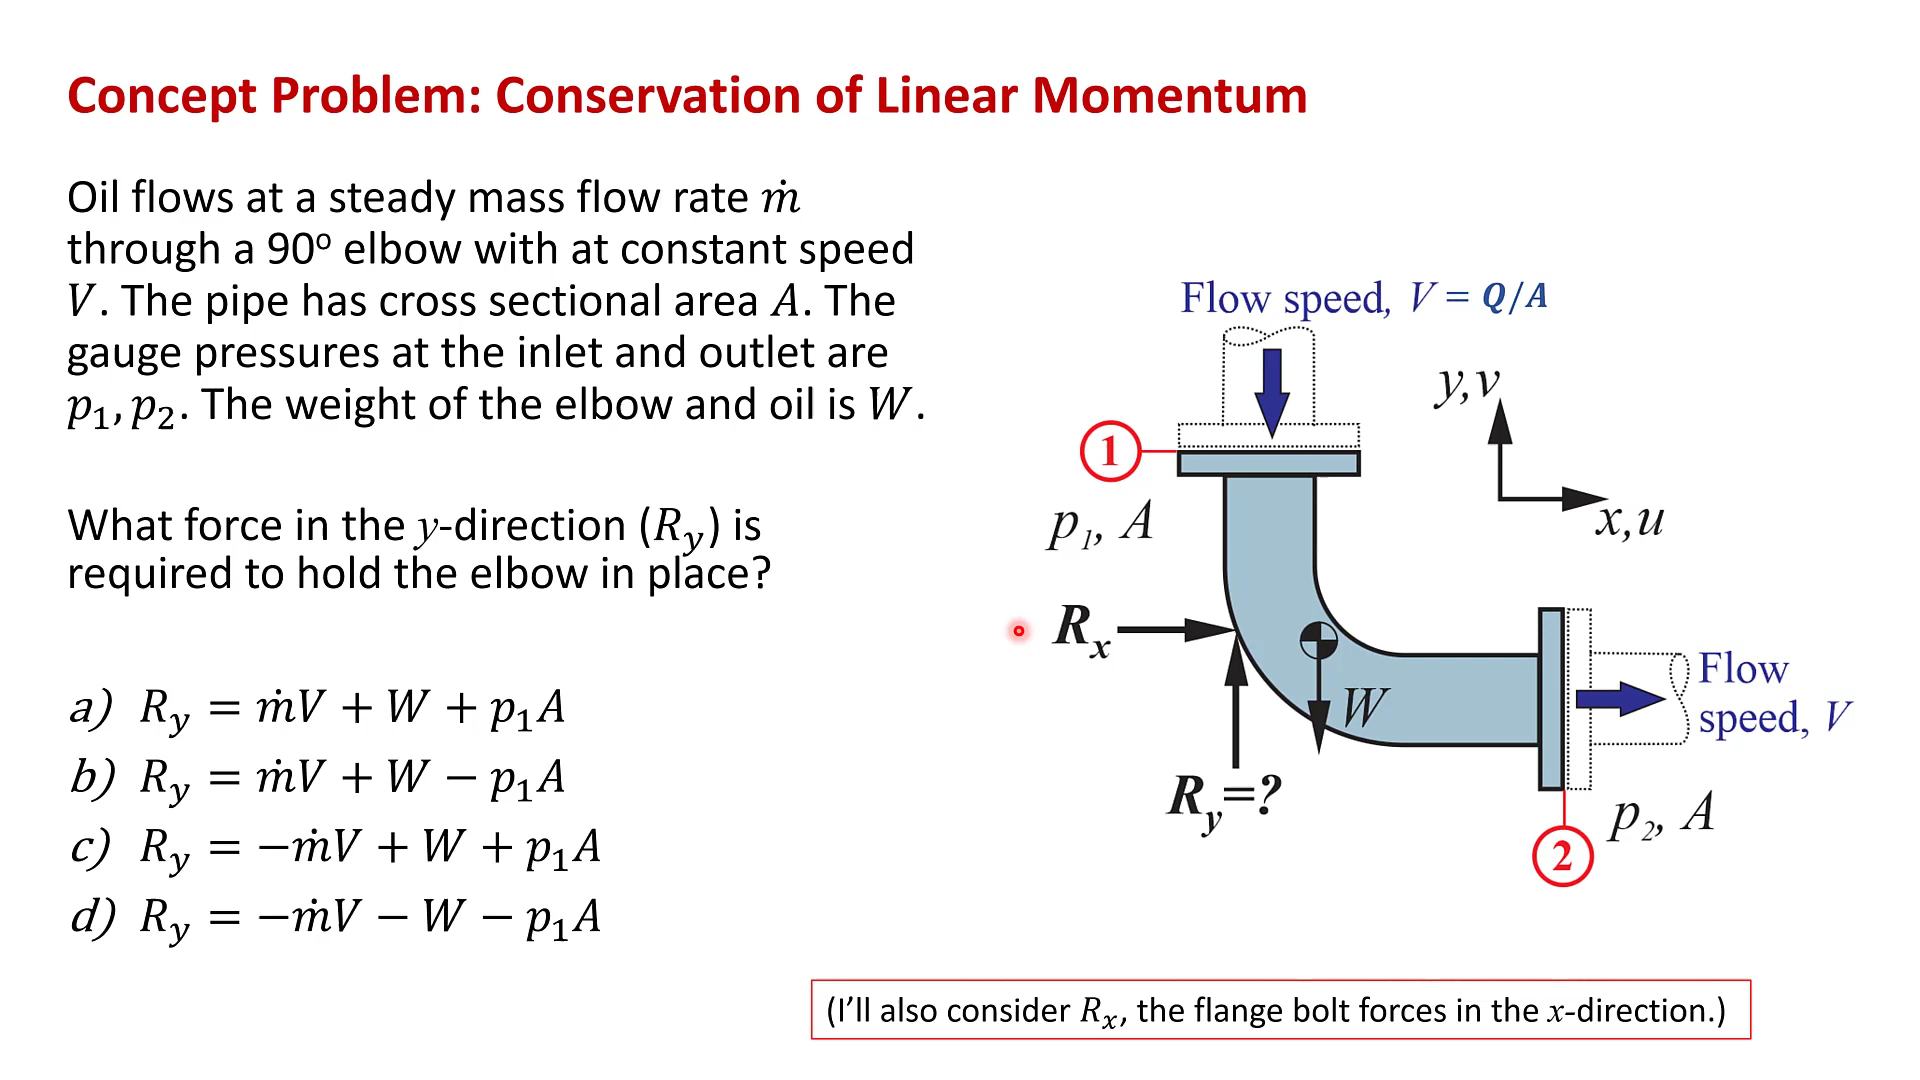 Concept Problem: Conservation of Linear Momentum
Oil flows at a steady mass flow rate ṁ
through a 90º elbow with at constant speed
V. The pipe has cross sectional area A. The
gauge pressures at the inlet and outlet are
p₁, p₂. The weight of the elbow and oil is W.
What force in the y-direction (R_y) is
required to hold the elbow in place?
a) R_y = ṁV + W + p₁A
b) R_y = ṁV + W − p₁A
c) R_y = −ṁV + W + p₁A
d) R_y = −ṁV − W − p₁A
Flow speed, V = Q/A
y,v
x,u
1
p₁, A
R_x
W
R_y=?
Flow
speed, V
p₂, A
2
(I’ll also consider R_x, the flange bolt forces in the x-direction.)